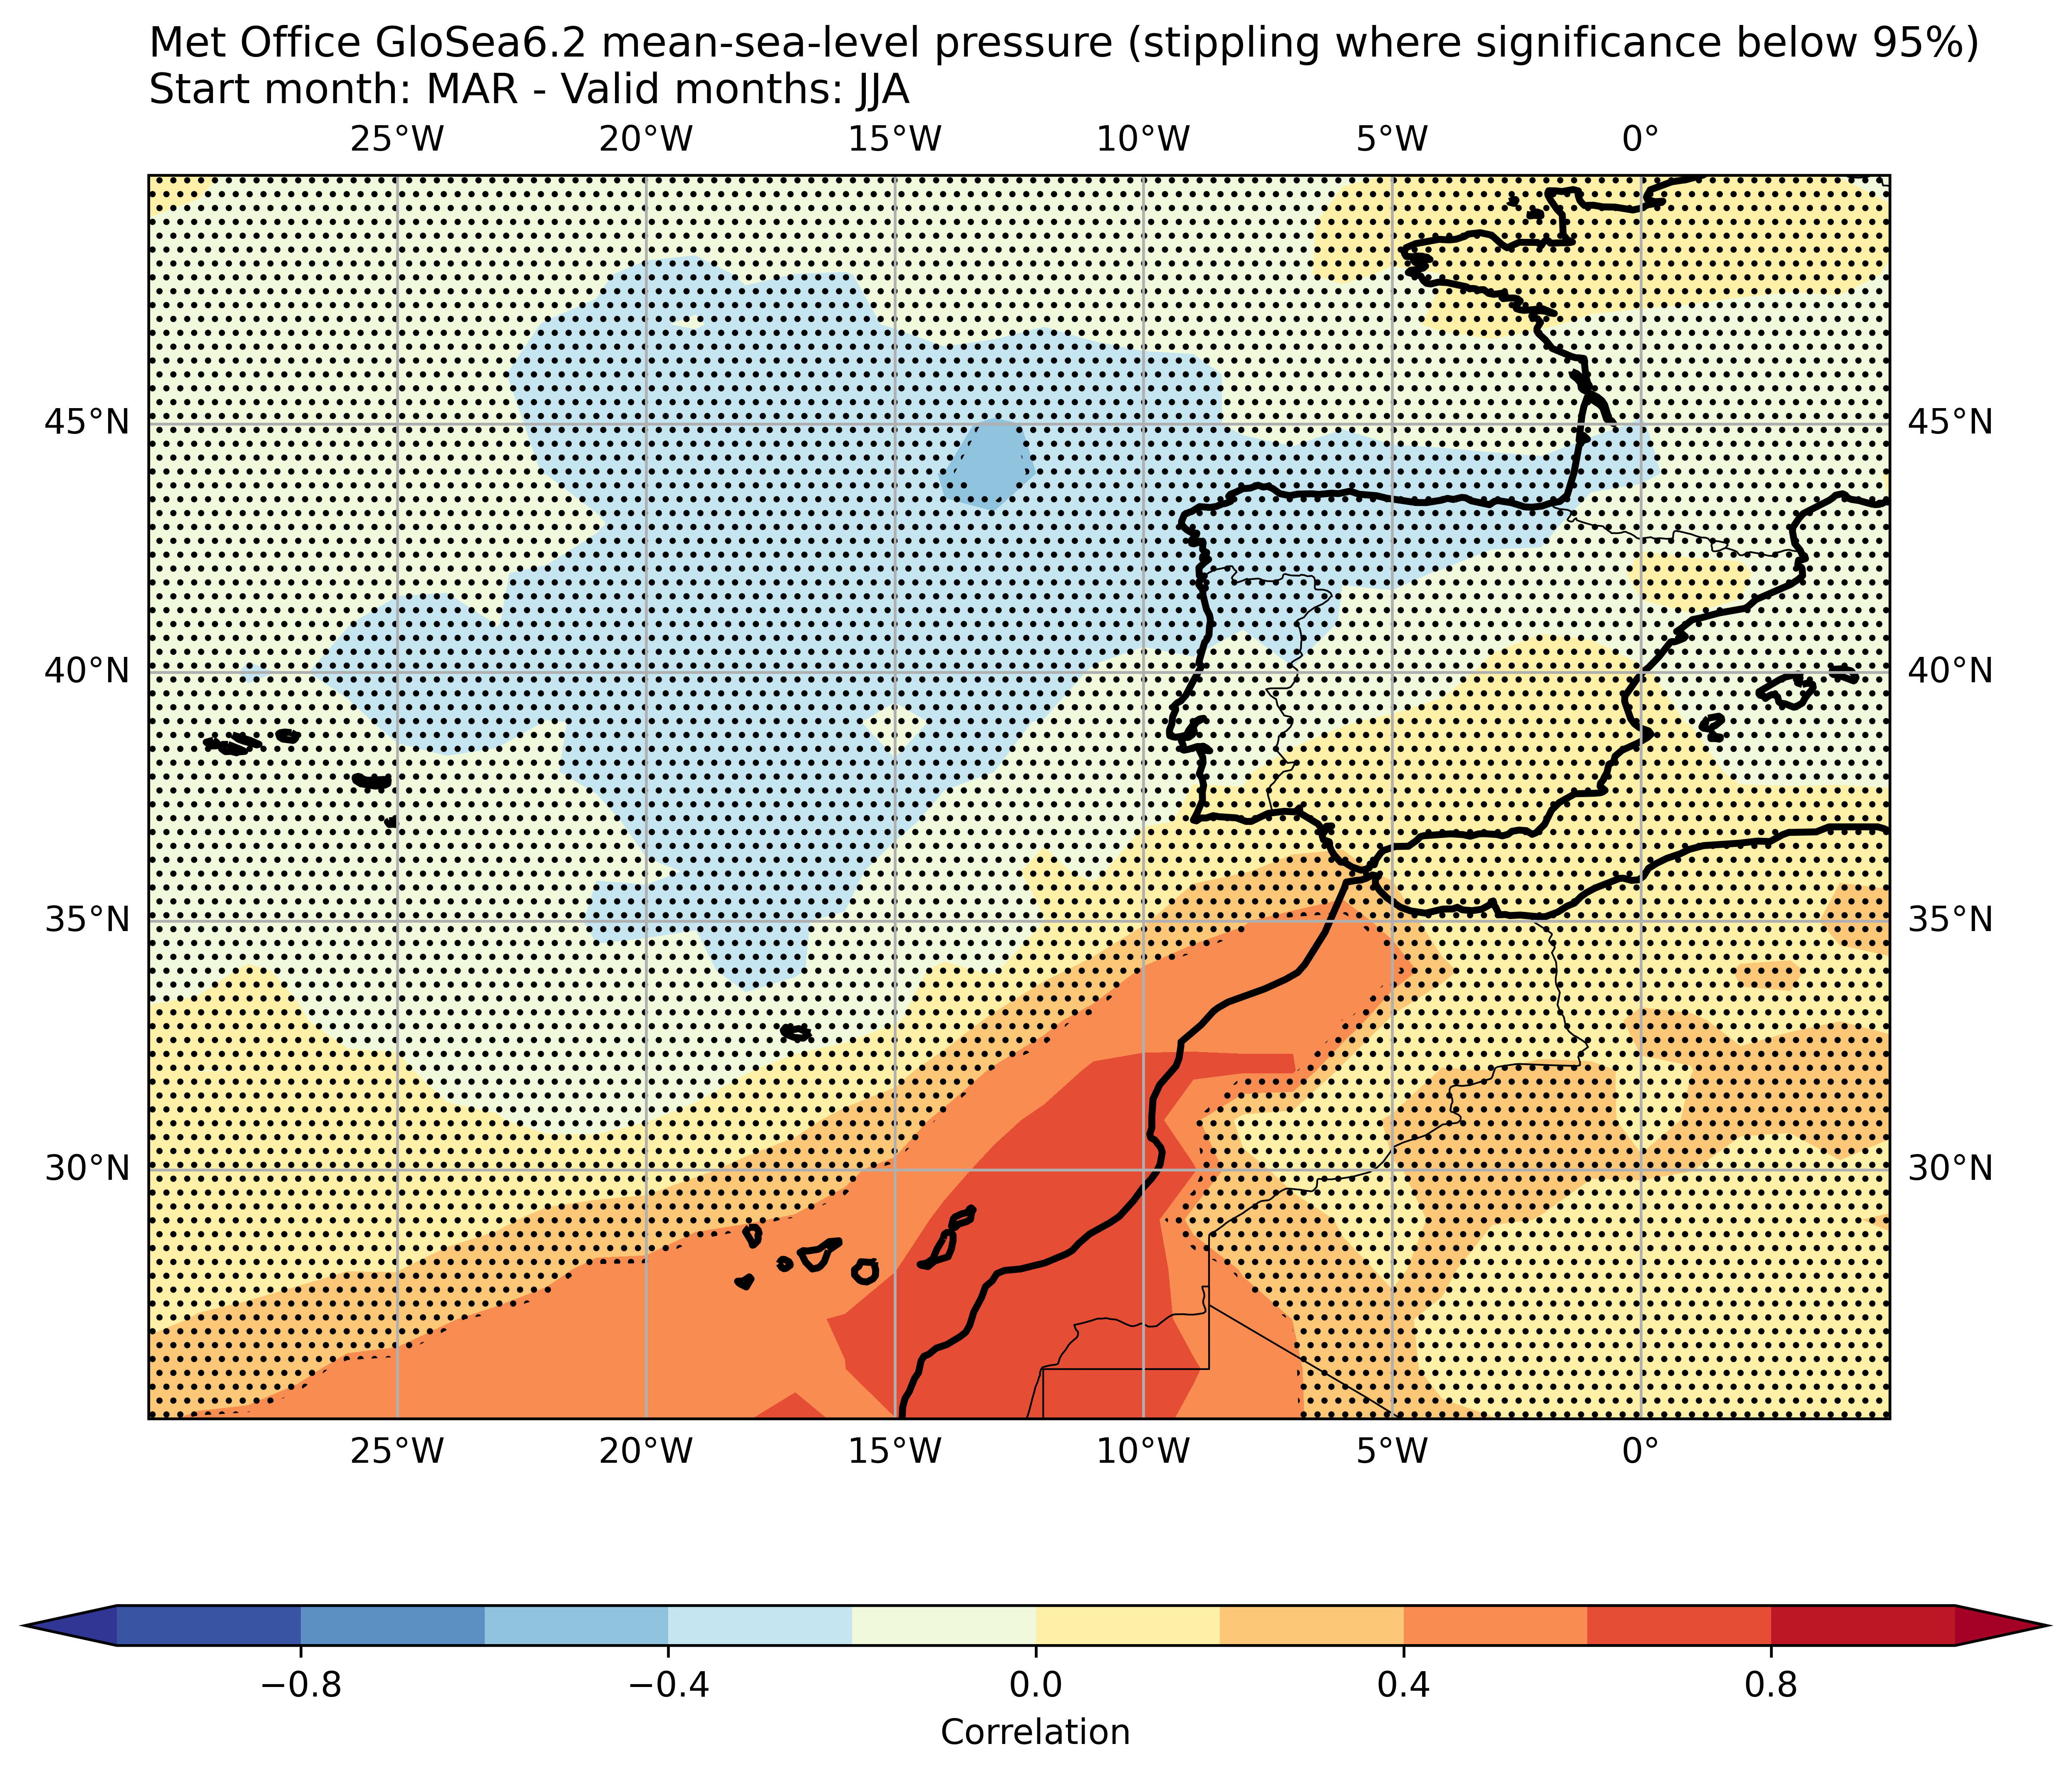 Met Office GloSea6.2 mean-sea-level pressure (stippling where significance below 95%)
Start month: MAR - Valid months: JJA
25°W 20°W 15°W 10°W 5°W 0°
45°N 45°N
40°N 40°N
35°N 35°N
30°N 30°N
25°W 20°W 15°W 10°W 5°W 0°
−0.8 −0.4 0.0 0.4 0.8
Correlation